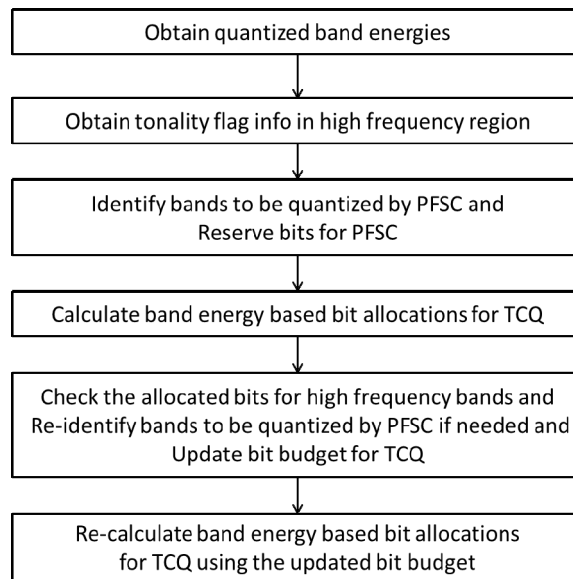 Obtain quantized band energies
Obtain tonality flag info in high frequency region
Identify bands to be quantized by PFSC and
Reserve bits for PFSC
Calculate band energy based bit allocations for TCQ
Check the allocated bits for high frequency bands and
Re-identify bands to be quantized by PFSC if needed and
Update bit budget for TCQ
Re-calculate band energy based bit allocations
for TCQ using the updated bit budget